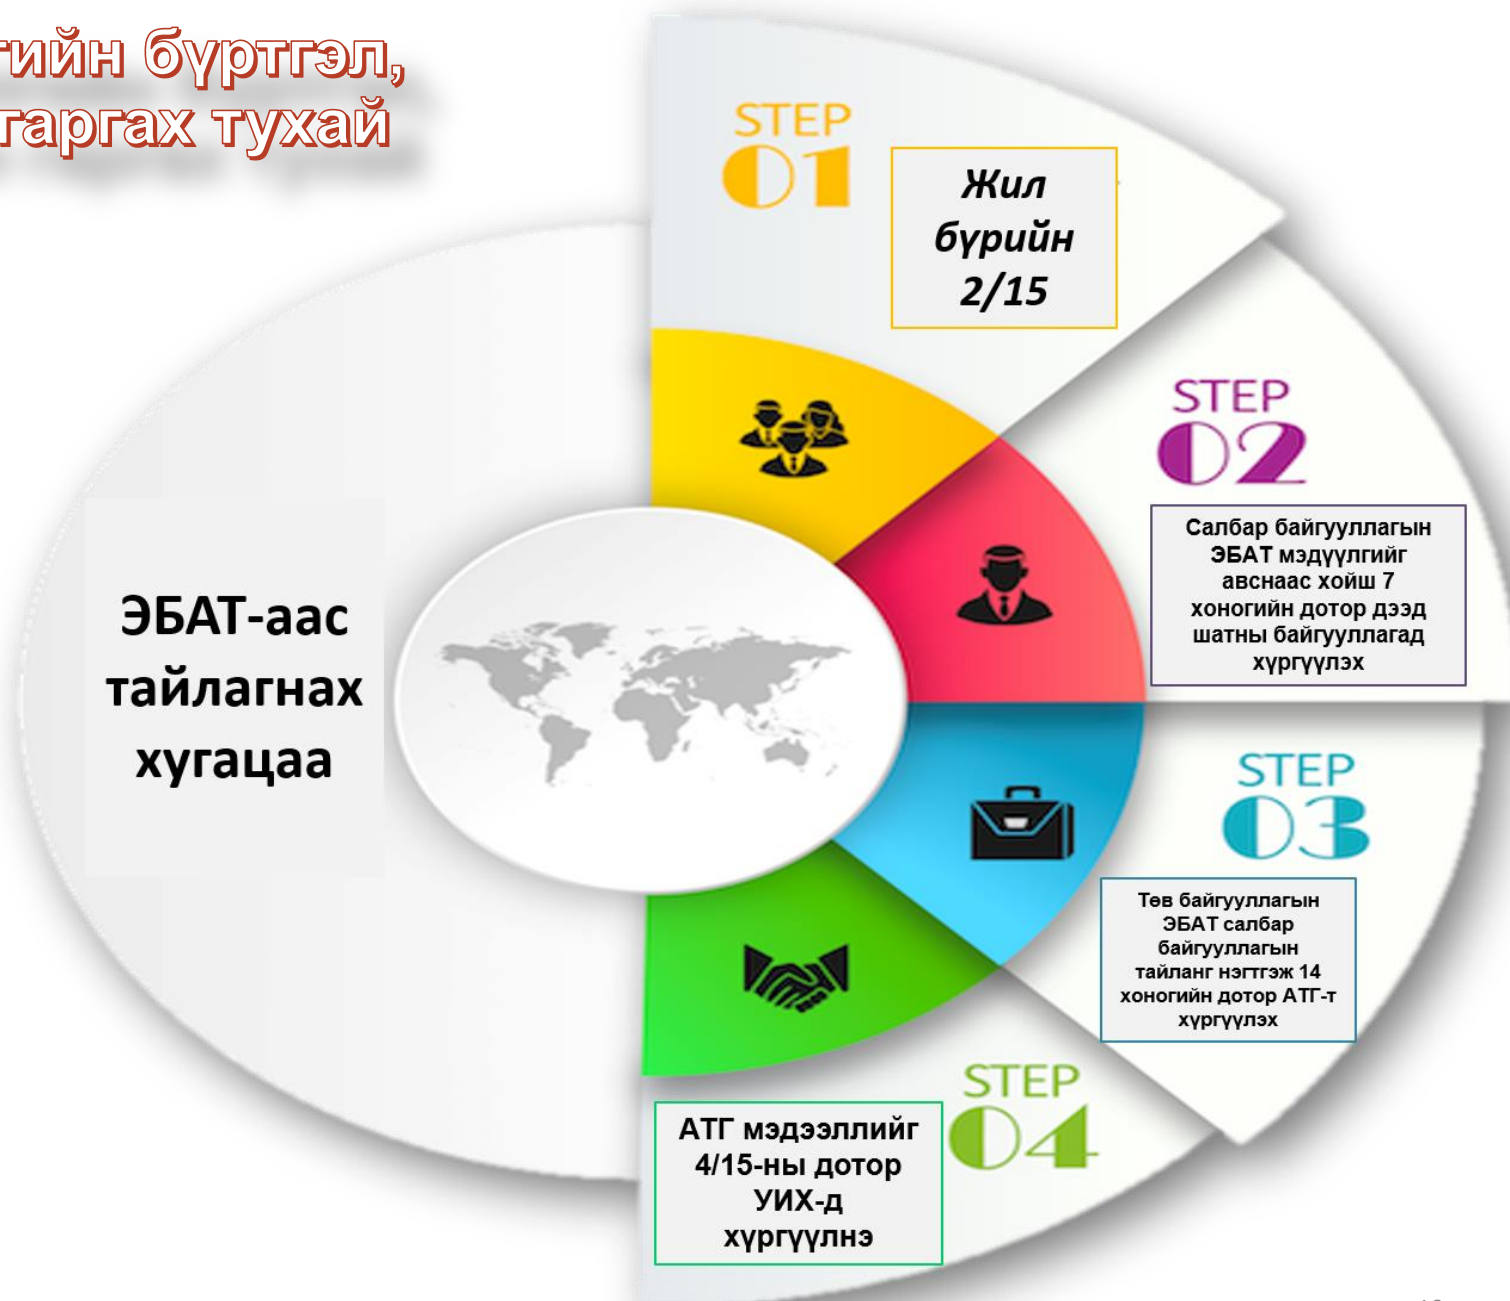 бүртгэл,
гаргах тухай
STEP
01
Жил
бүрийн
2/15
STEP
02
Салбар байгууллагын
ЭБАТ мэдүүлгийг
авснаас хойш 7
хоногийн дотор дээд
шатны байгууллагад
хүргүүлэх
ЭБАТ-аас
тайлагнах
хугацаа
STEP
03
Төв байгууллагын
ЭБАТ салбар
байгууллагын
тайланг нэгтгэж 14
хоногийн дотор АТГ-т
хүргүүлэх
STEP
04
АТГ мэдээллийг
4/15-ны дотор
УИХ-д
хүргүүлнэ